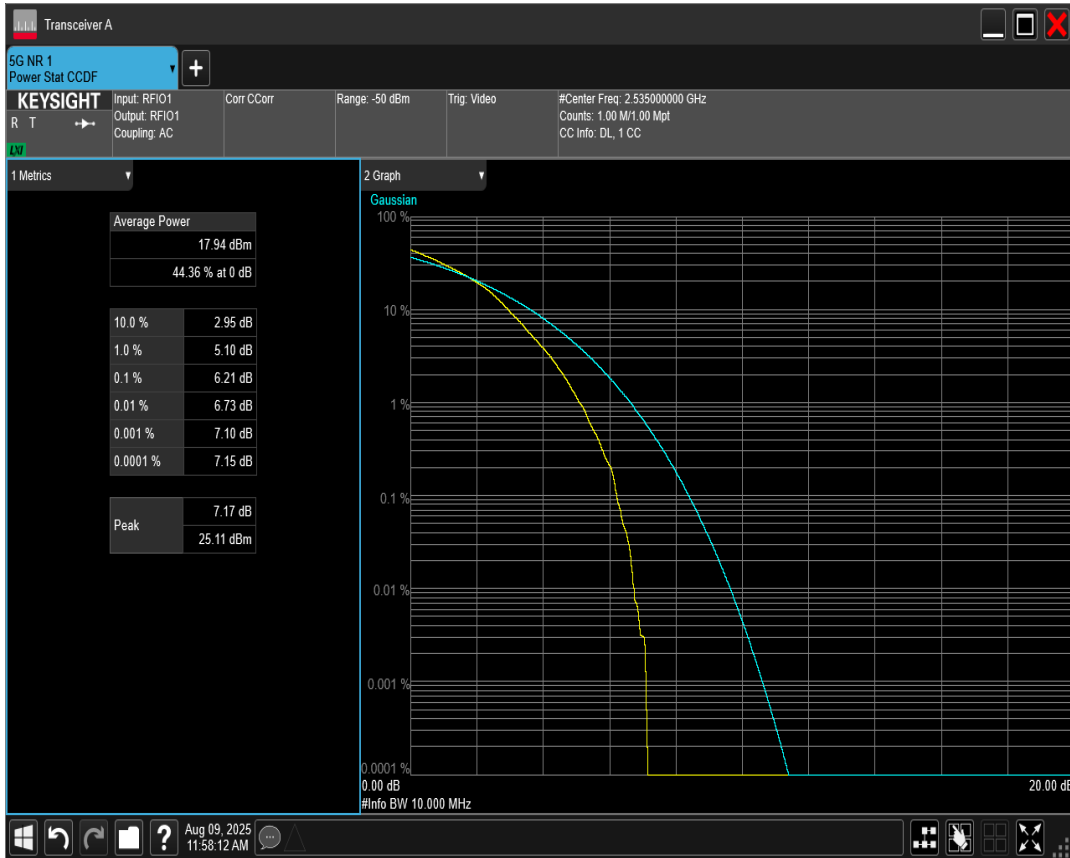 Transceiver A
5G NR 1
Power Stat CCDF
KEYSIGHT
R T
LXI
Input: RFIO1
Output: RFIO1
Coupling: AC
Corr CCorr
Range: -50 dBm
Trig: Video
#Center Freq: 2.535000000 GHz
Counts: 1.00 M/1.00 Mpt
CC Info: DL, 1 CC
1 Metrics
Average Power
17.94 dBm
44.36 % at 0 dB
10.0 % 2.95 dB
1.0 % 5.10 dB
0.1 % 6.21 dB
0.01 % 6.73 dB
0.001 % 7.10 dB
0.0001 % 7.15 dB
Peak
7.17 dB
25.11 dBm
2 Graph
Gaussian
100 %
10 %
1 %
0.1 %
0.01 %
0.001 %
0.0001 %
0.00 dB 20.00 dB
#Info BW 10.000 MHz
?
Aug 09, 2025
11:58:12 AM